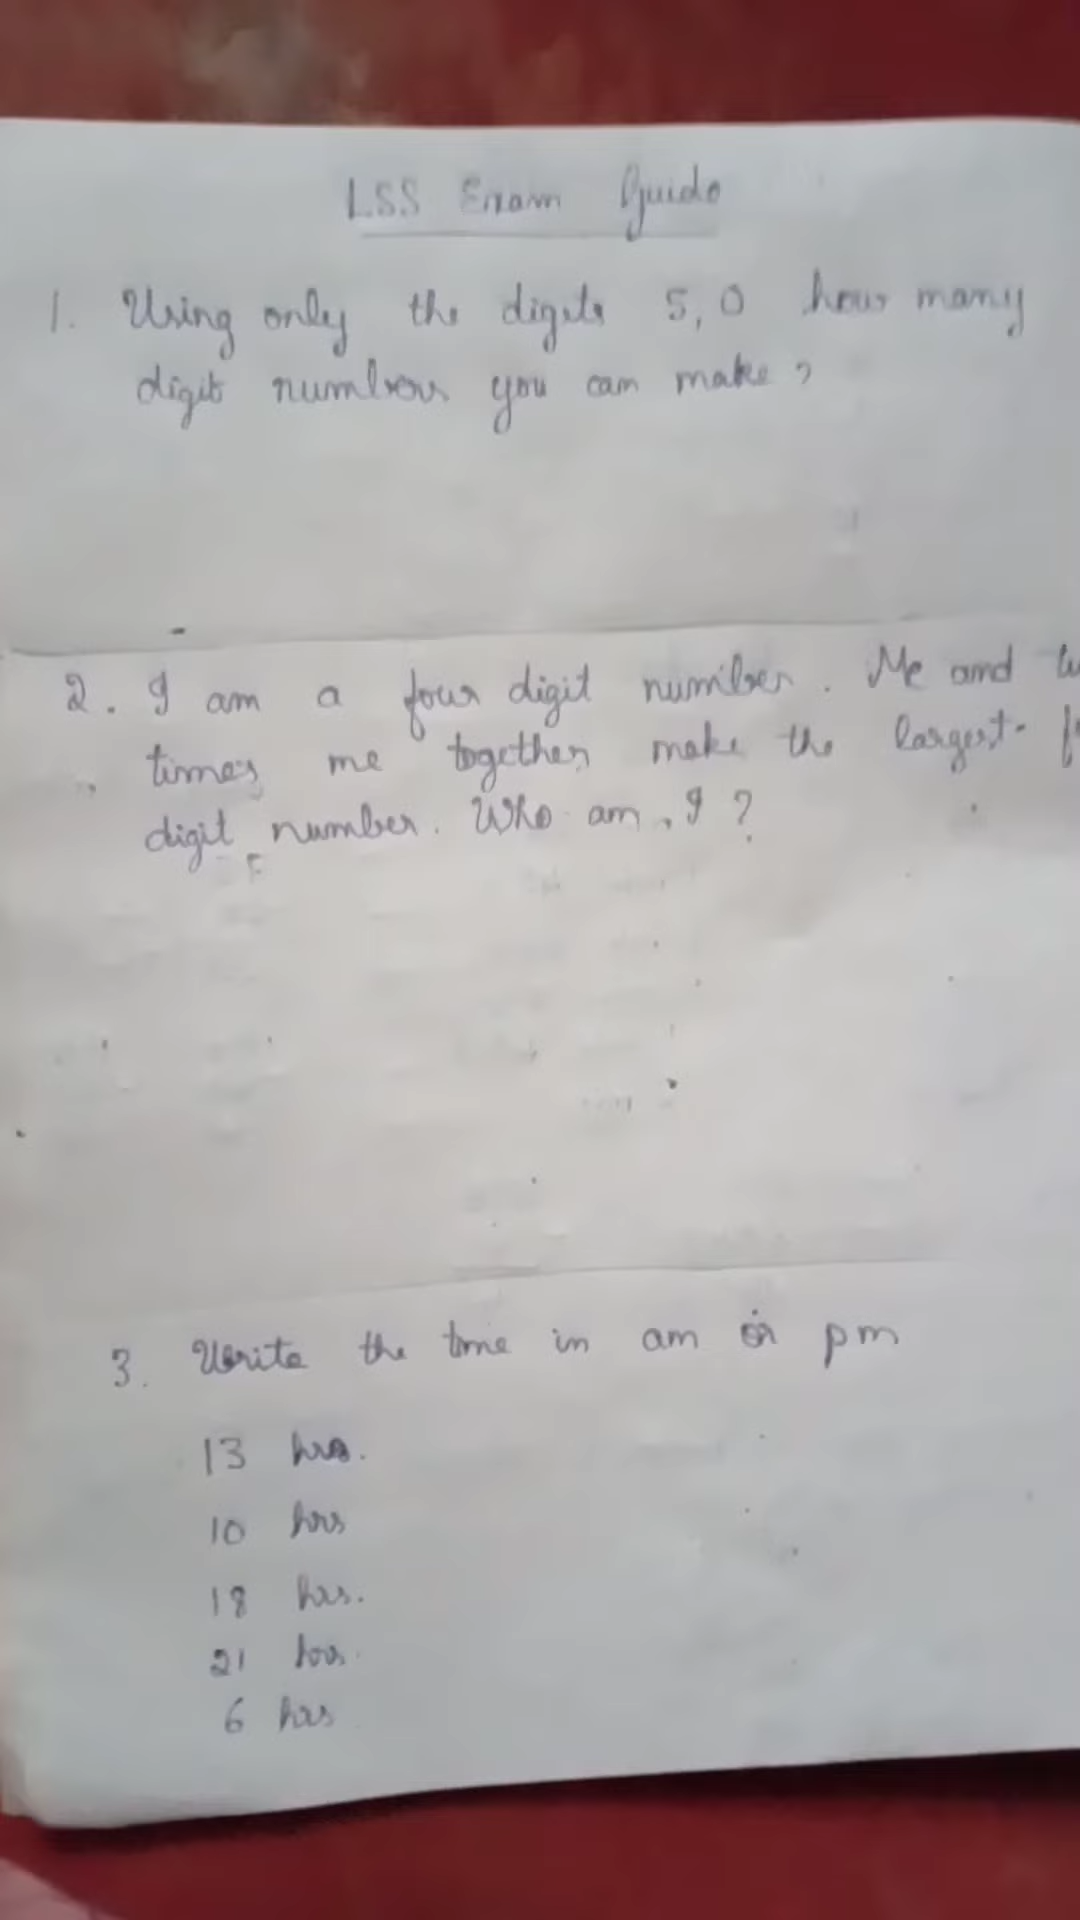 LSS Exam Guide
1. Using only the digits 5, 0 how many
digit numbers you can make?
2. I am a four digit number. Me and
times me together make the largest
digit number. Who am I?
3. Write the time in am or pm
13 hrs.
10 hrs
18 hrs.
21 hrs.
6 hrs